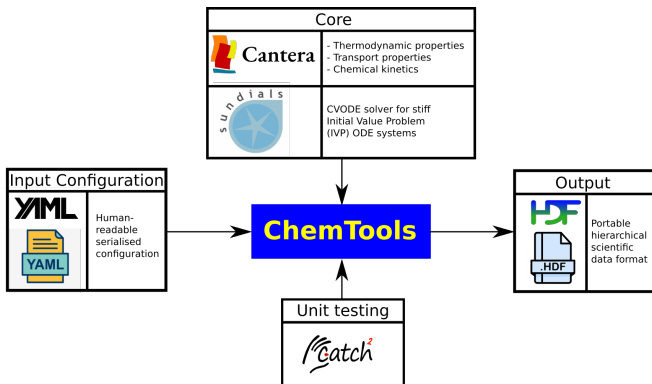 Core
Cantera
- Thermodynamic properties
- Transport properties
- Chemical kinetics
sundials
CVODE solver for stiff
Initial Value Problem
(IVP) ODE systems
Input Configuration
YAML
YAML
Human-
readable
serialised
configuration
ChemTools
Output
HDF
.HDF
Portable
hierarchical
scientific
data format
Unit testing
Catch2